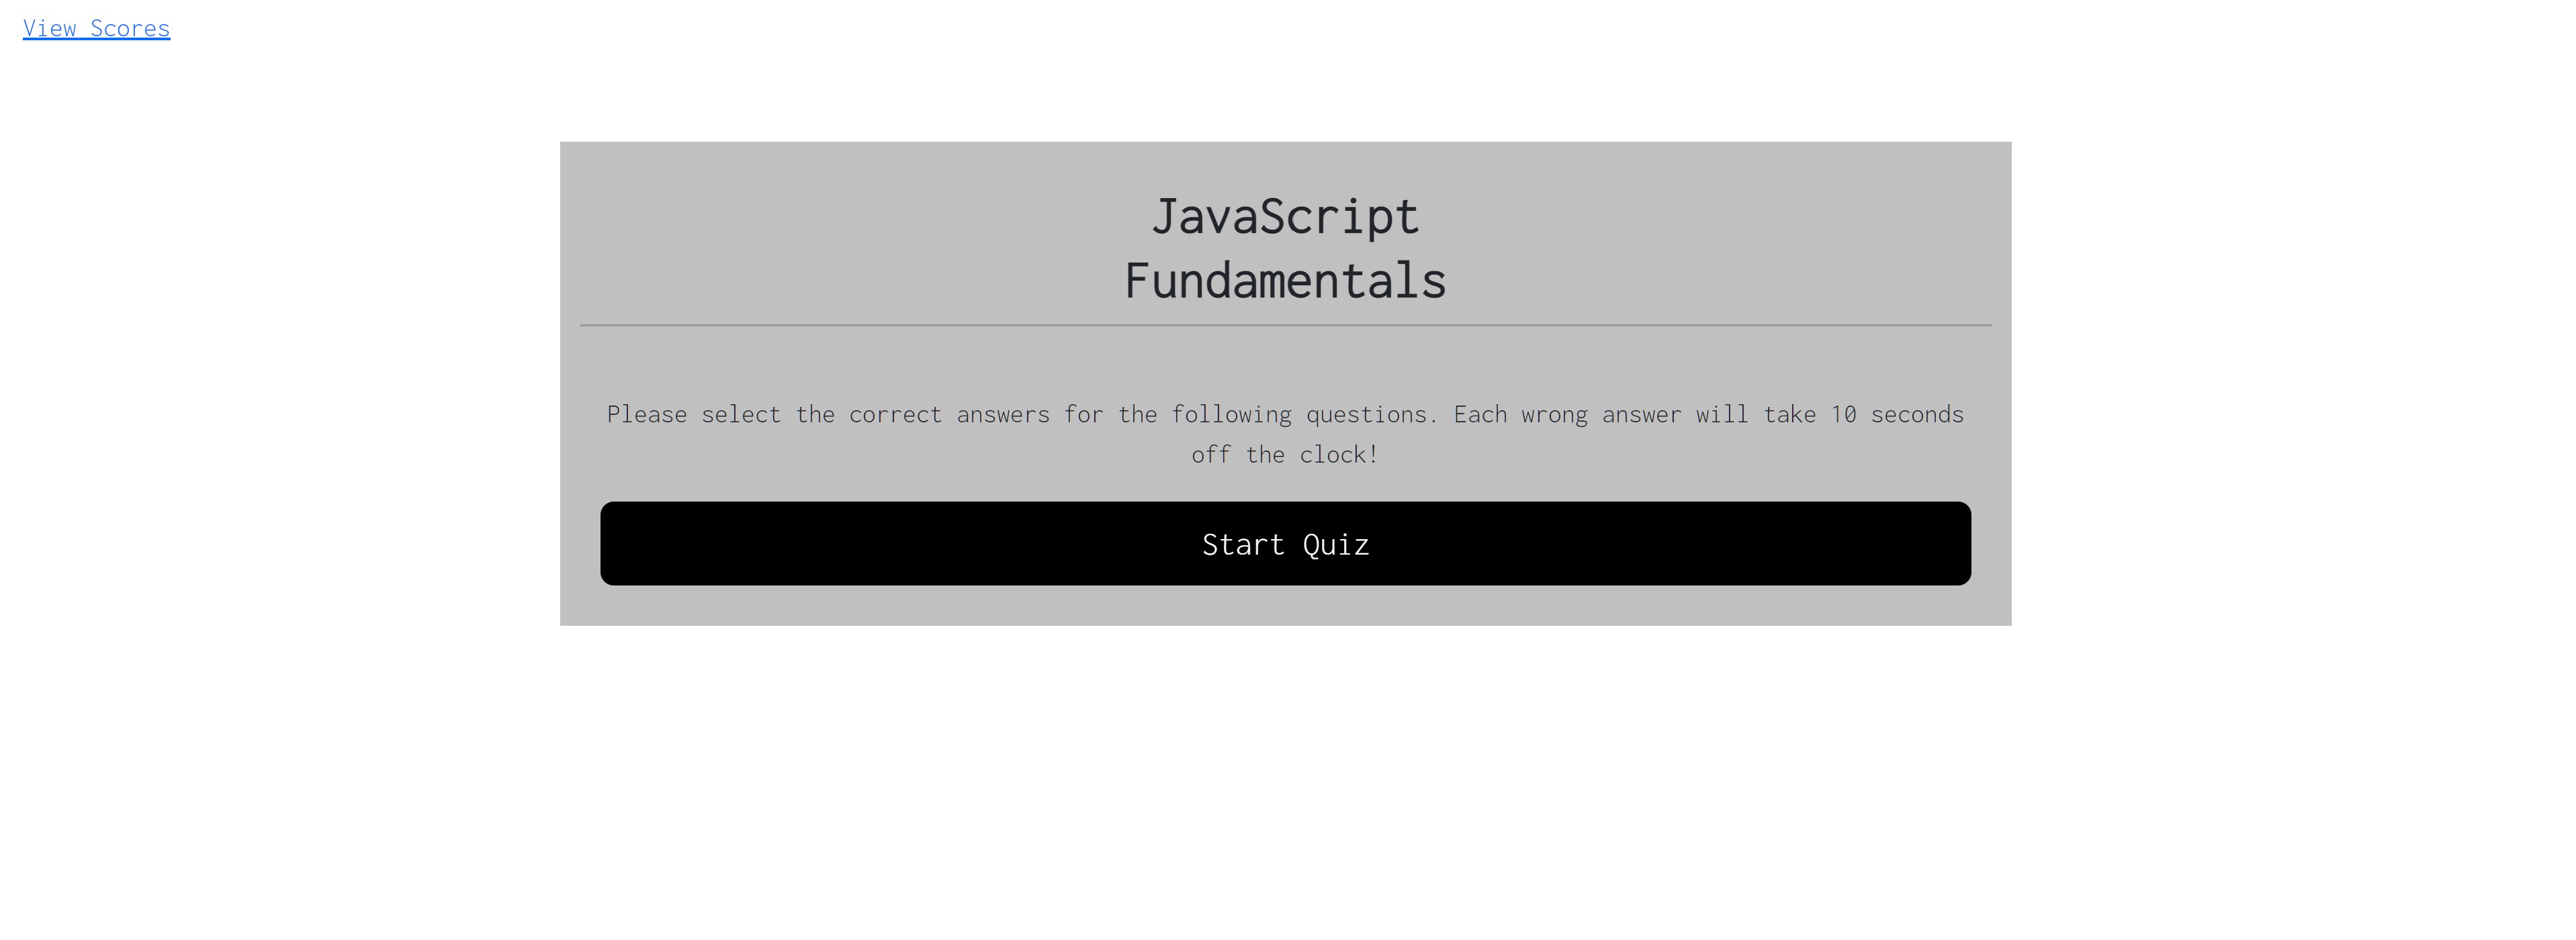 View Scores
JavaScript
Fundamentals
Please select the correct answers for the following questions. Each wrong answer will take 10 seconds
off the clock!
Start Quiz